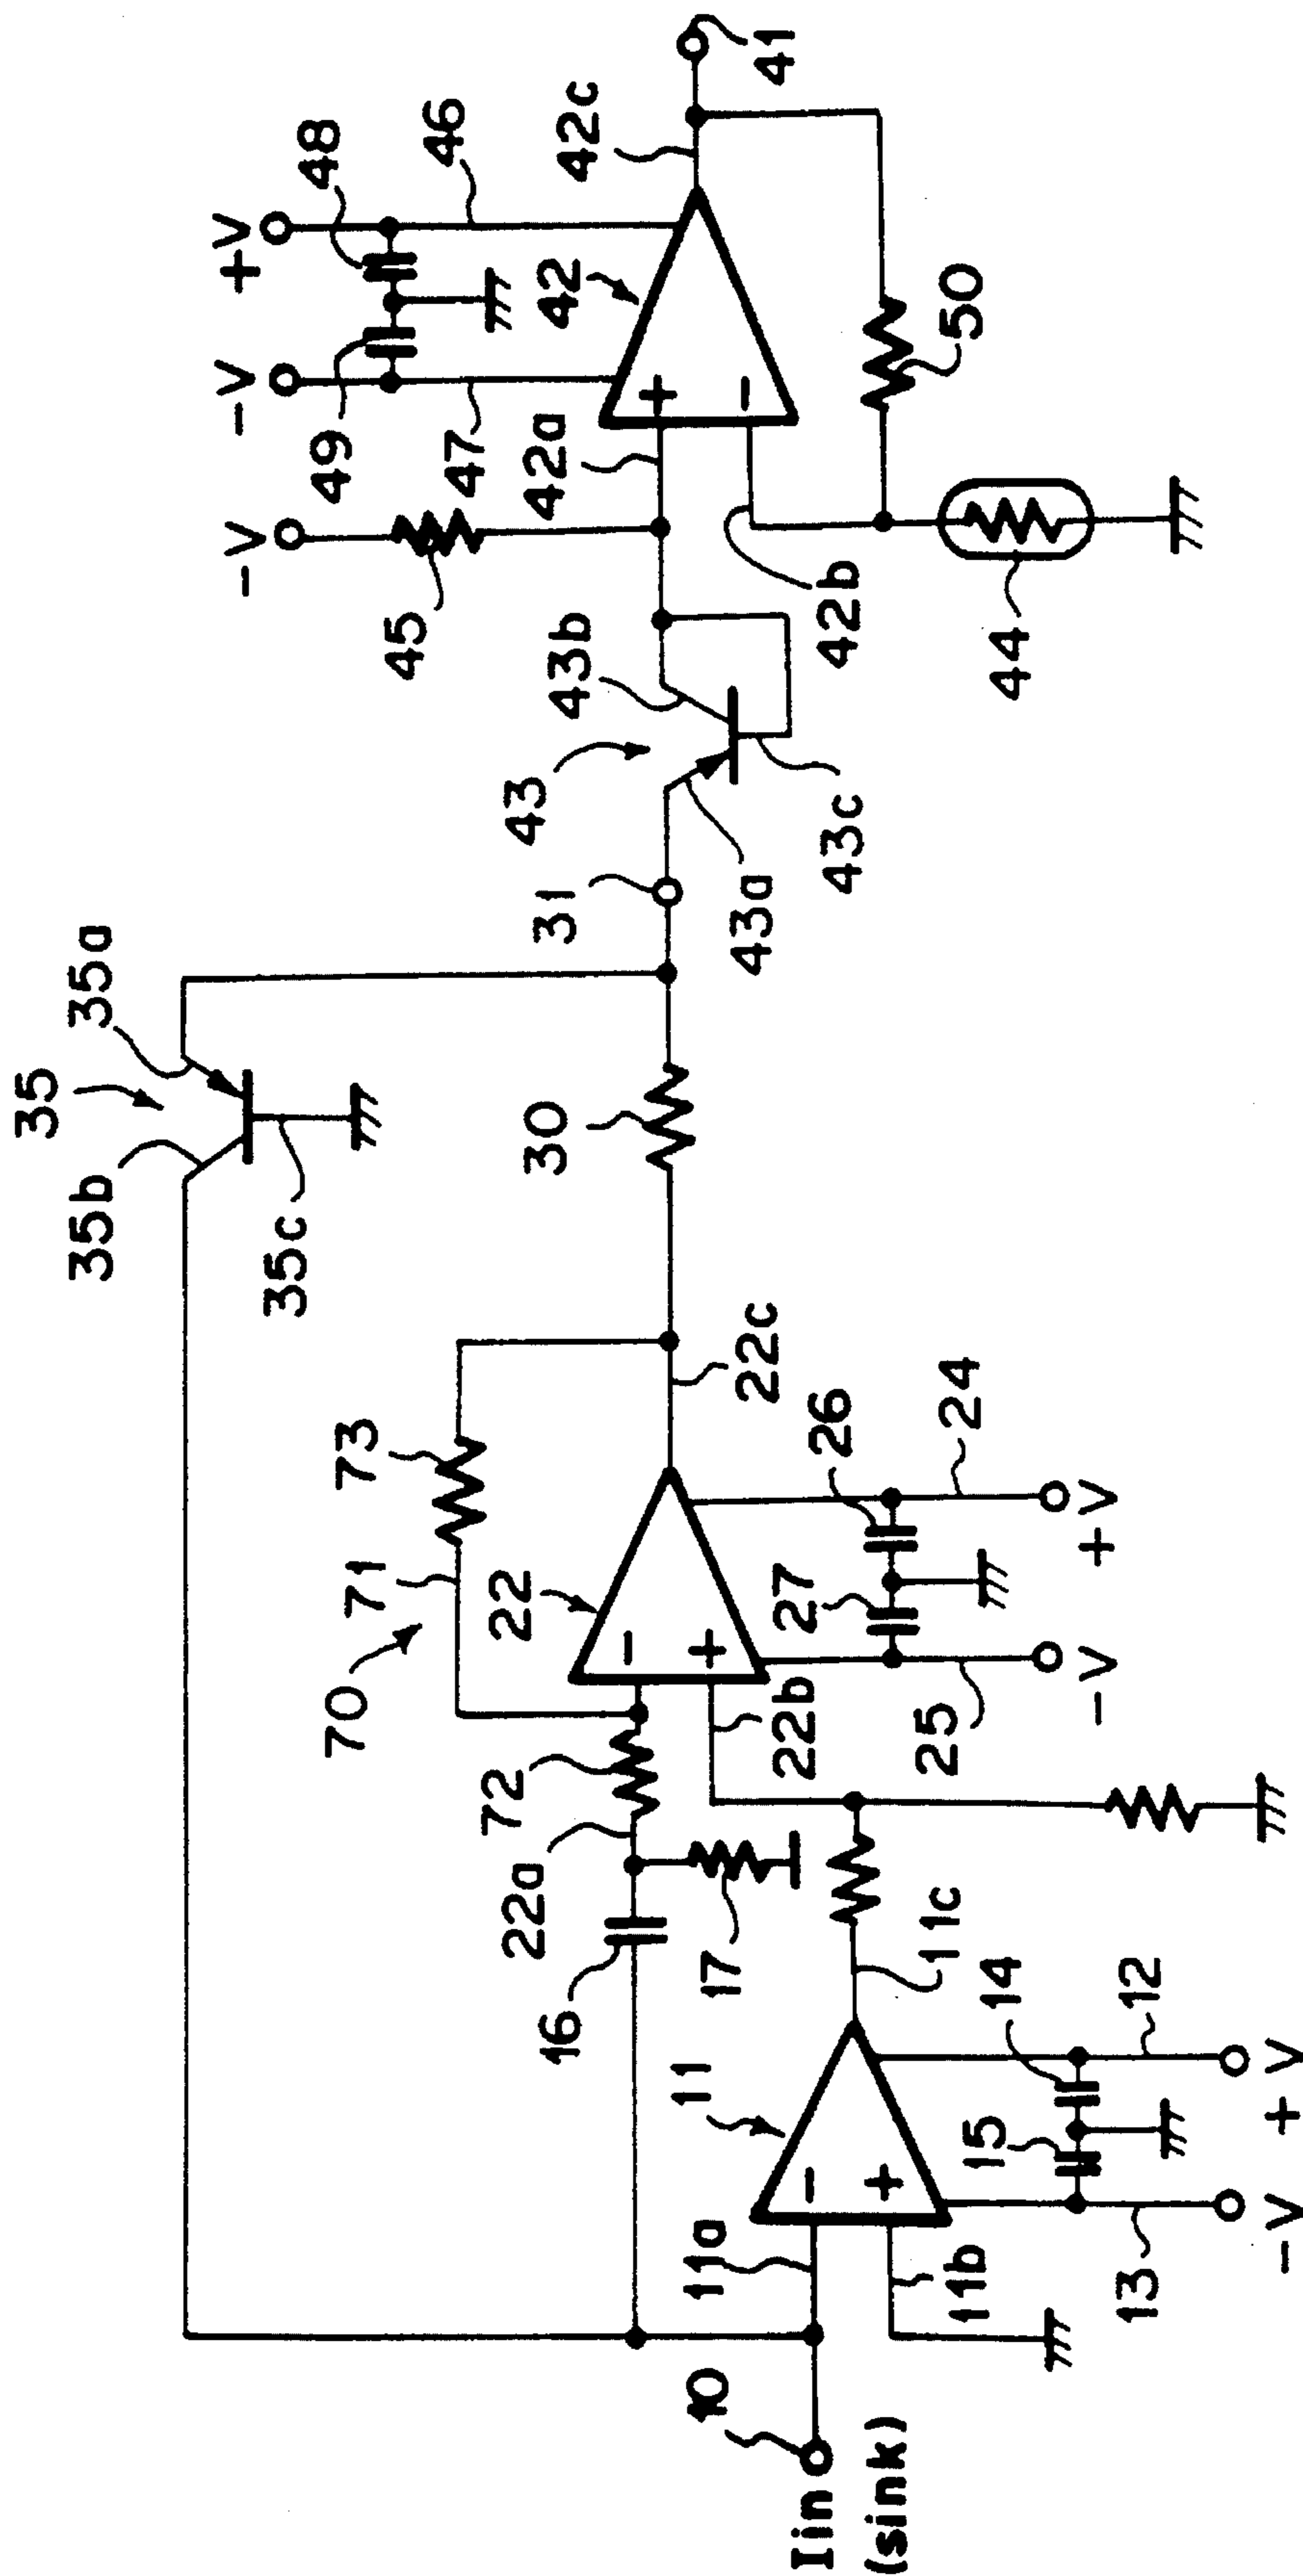 35
35a
35b
35c
-V
-V
+V
49
48
45
47
46
42a
42
42c
41
43
43b
31
43a
43c
42b
50
44
30
70
71
73
22
22c
72
22a
16
17
22b
27
26
25
24
-V
+V
10
Iin
(sink)
11a
11
11b
11c
15
14
13
12
-V
+V